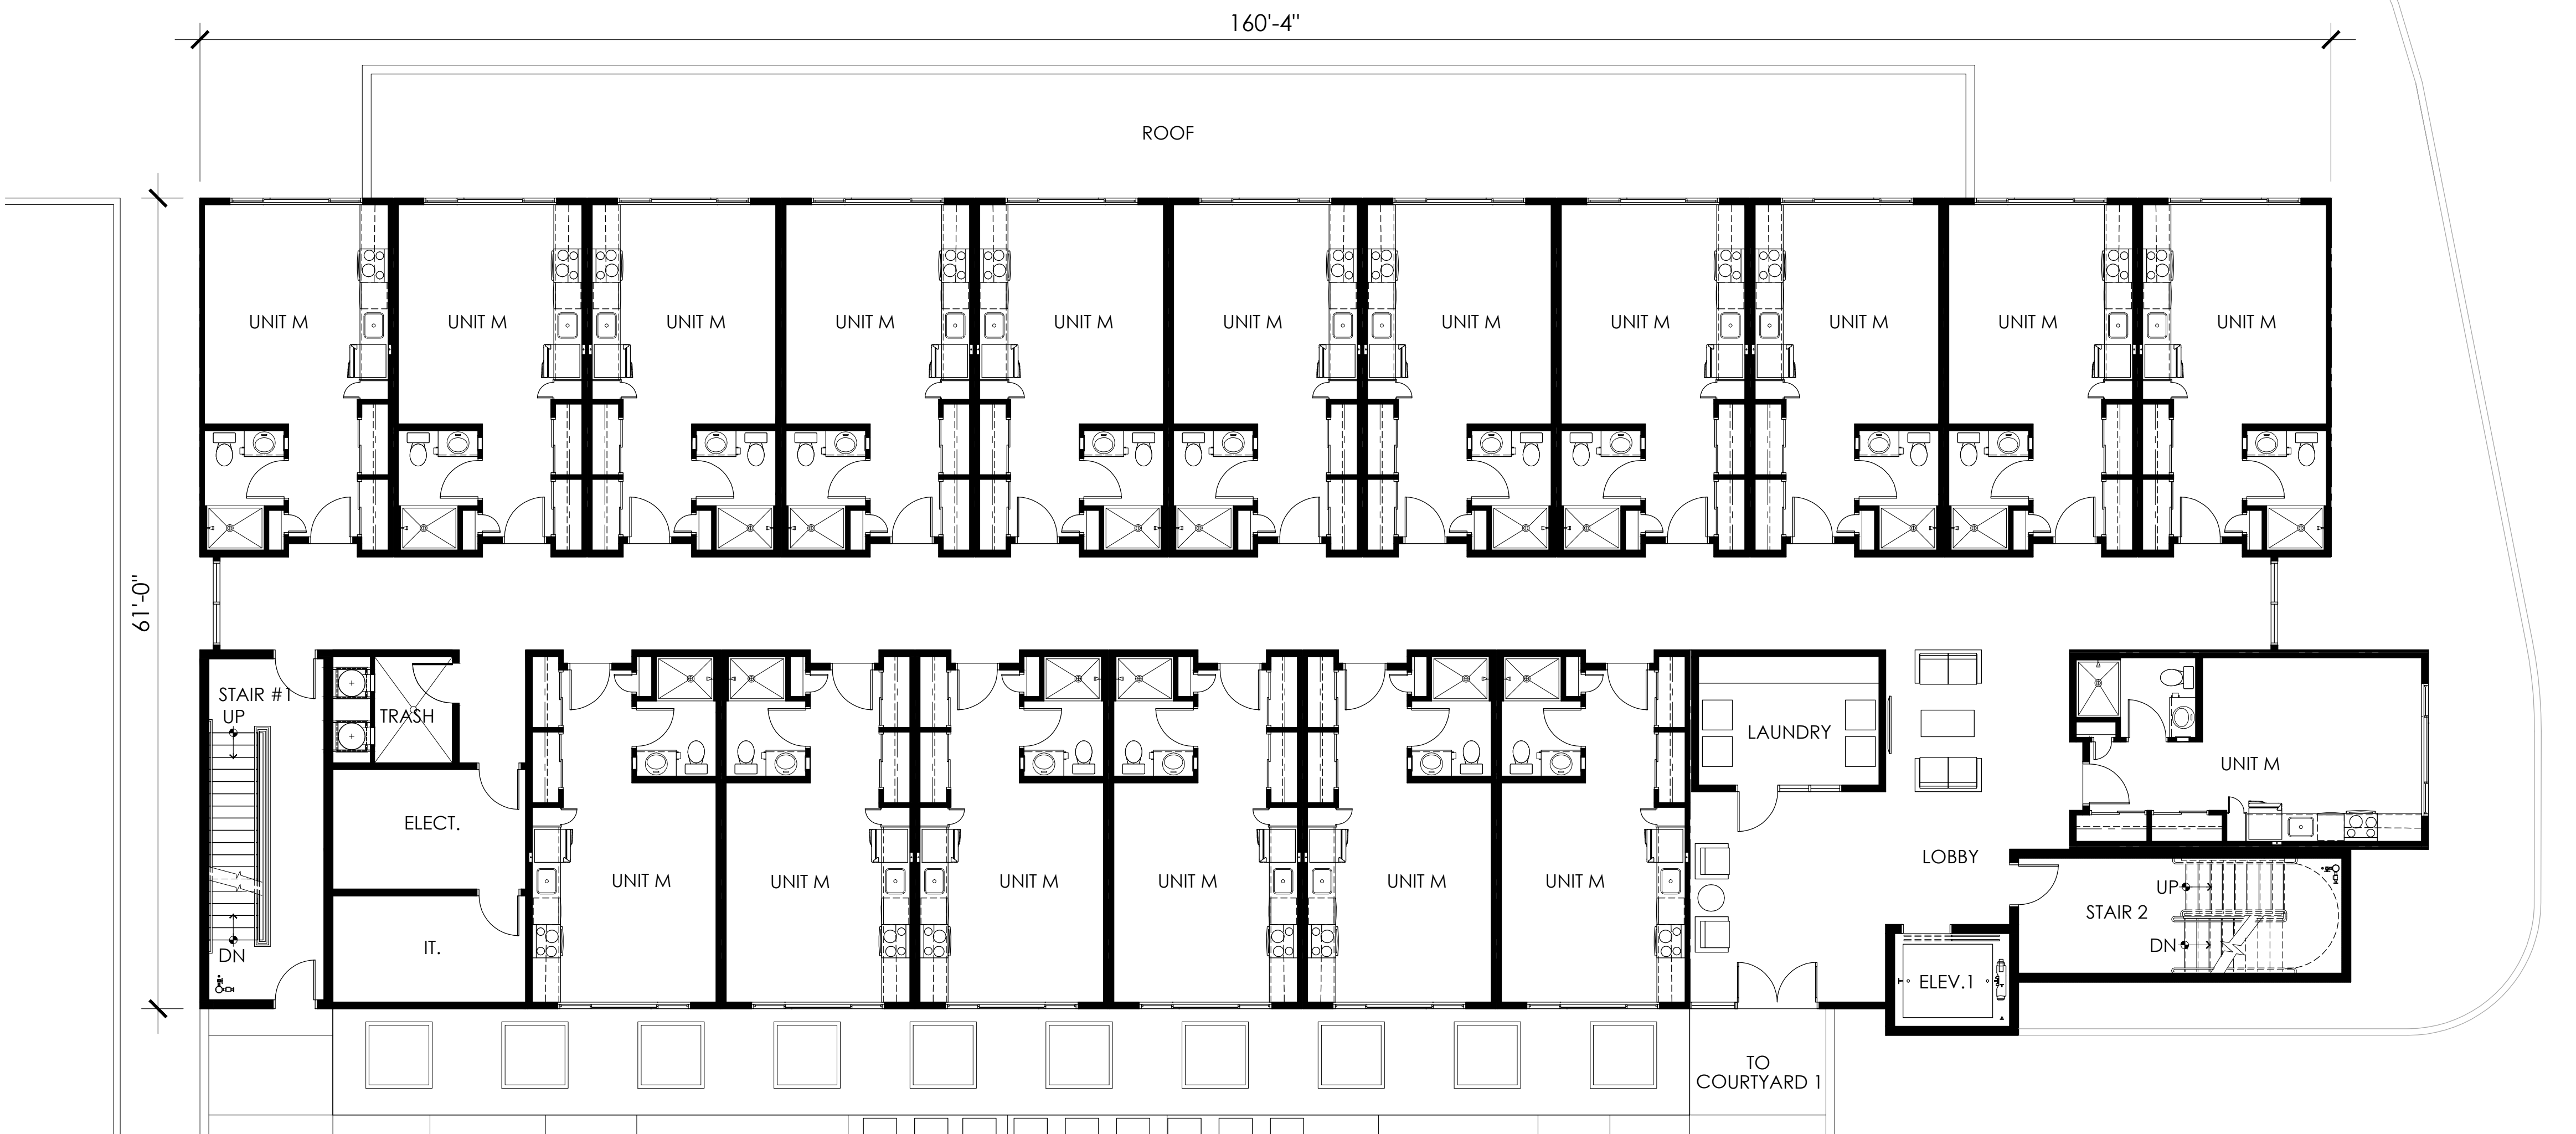 160'-4"
ROOF
UNIT M
UNIT M
UNIT M
UNIT M
UNIT M
UNIT M
UNIT M
UNIT M
UNIT M
UNIT M
UNIT M
61'-0"
STAIR #1
UP
TRASH
LAUNDRY
UNIT M
ELECT.
LOBBY
UNIT M
UNIT M
UNIT M
UNIT M
UNIT M
UNIT M
UP
STAIR 2
DN
IT.
DN
ELEV.1
TO
COURTYARD 1